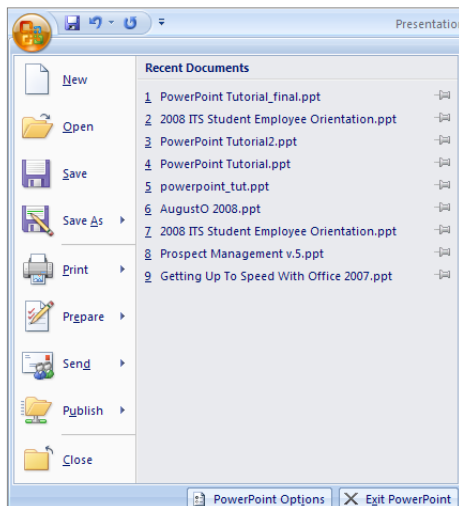 Presentation
New
Open
Save
Save As
Print
Prepare
Send
Publish
Close
Recent Documents
1 PowerPoint Tutorial_final.ppt
2 2008 ITS Student Employee Orientation.ppt
3 PowerPoint Tutorial2.ppt
4 PowerPoint Tutorial.ppt
5 powerpoint_tut.ppt
6 AugustO 2008.ppt
7 2008 ITS Student Employee Orientation.ppt
8 Prospect Management v.5.ppt
9 Getting Up To Speed With Office 2007.ppt
PowerPoint Options
Exit PowerPoint